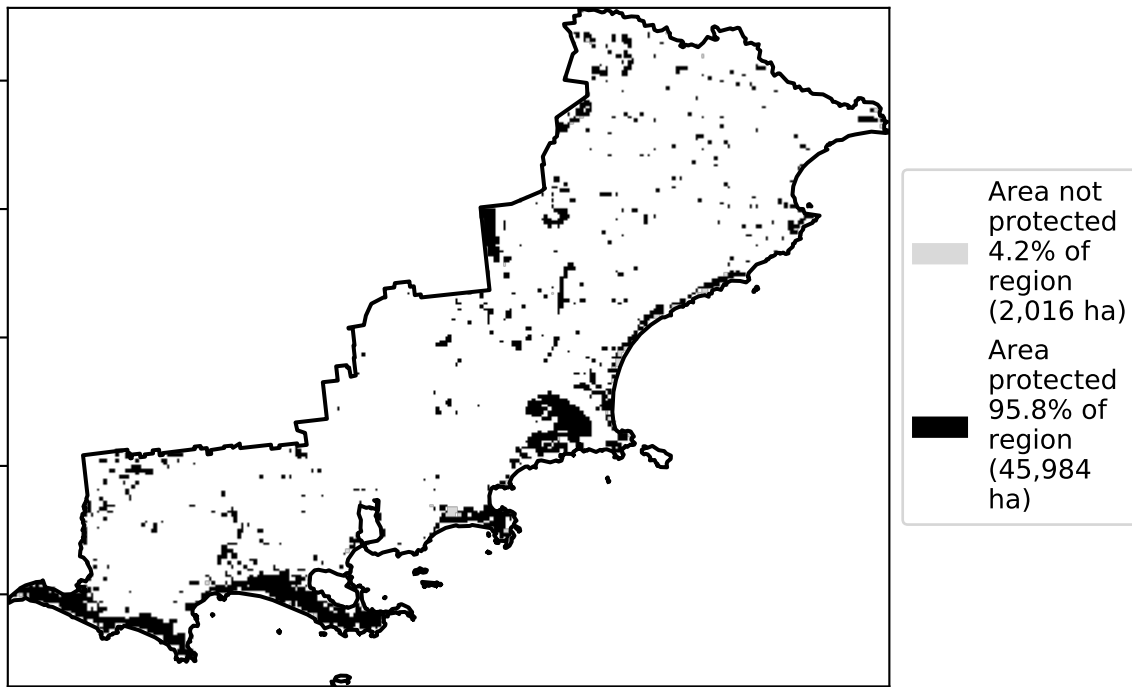 Area not
protected
4.2% of
region
(2,016 ha)
Area
protected
95.8% of
region
(45,984
ha)